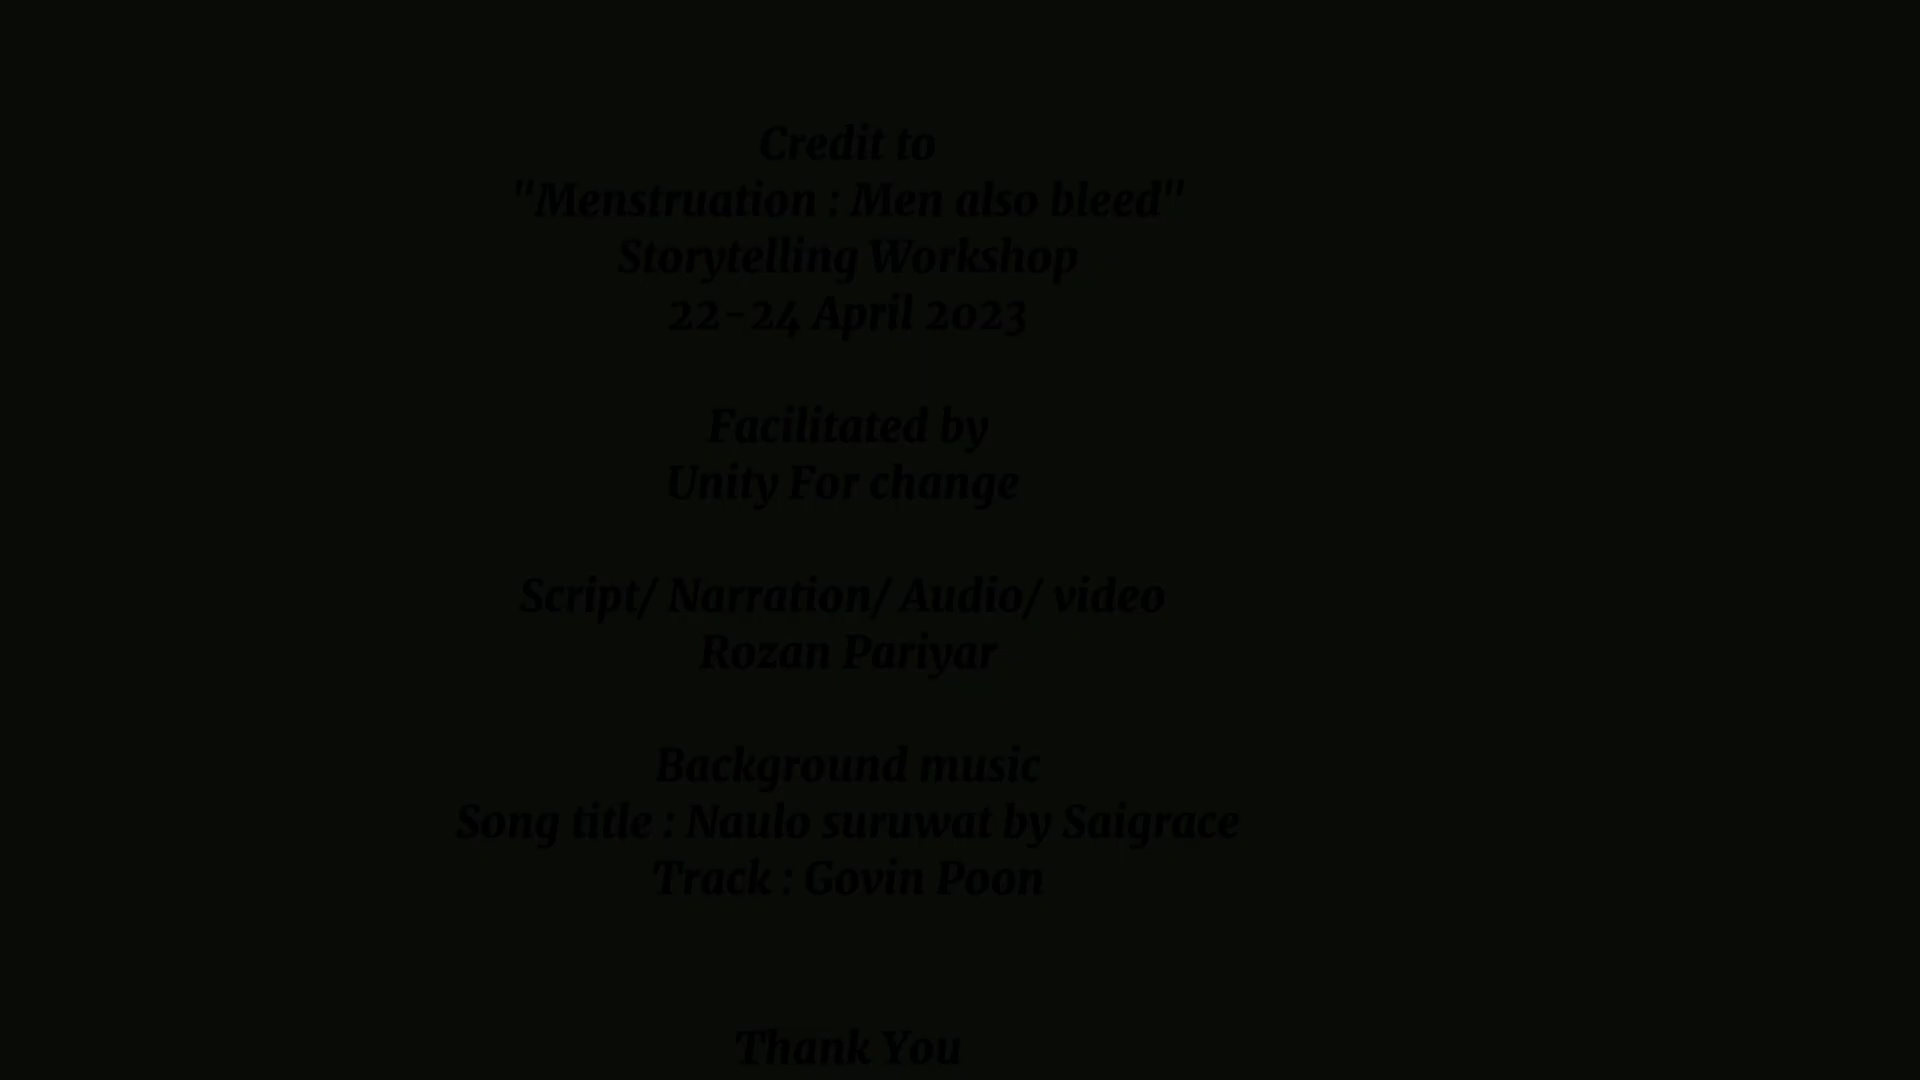 Credit to
"Menstruation : Men also bleed"
Storytelling Workshop
22-24 April 2023
Facilitated by
Unity For change
Script/ Narration/ Audio/ video
Rozan Pariyar
Background music
Song title : Naulo suruwat by Saigrace
Track : Govin Poon
Thank You